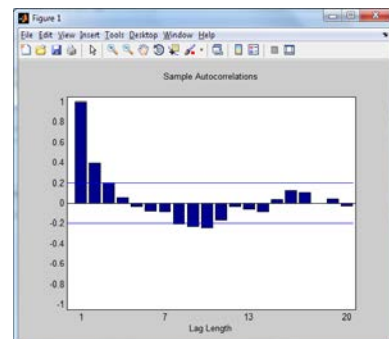 Figure 1
File Edit View Insert Tools Desktop Window Help
Sample Autocorrelations
1
0.8
0.6
0.4
0.2
0
-0.2
-0.4
-0.6
-0.8
-1
1 7 13 20
Lag Length